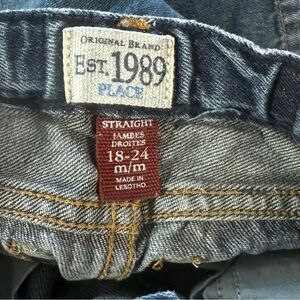 ORIGINAL BRAND
EST. 1989
PLACE
STRAIGHT
JAMBES
DROITES
18-24
m/m
MADE IN
LESOTHO